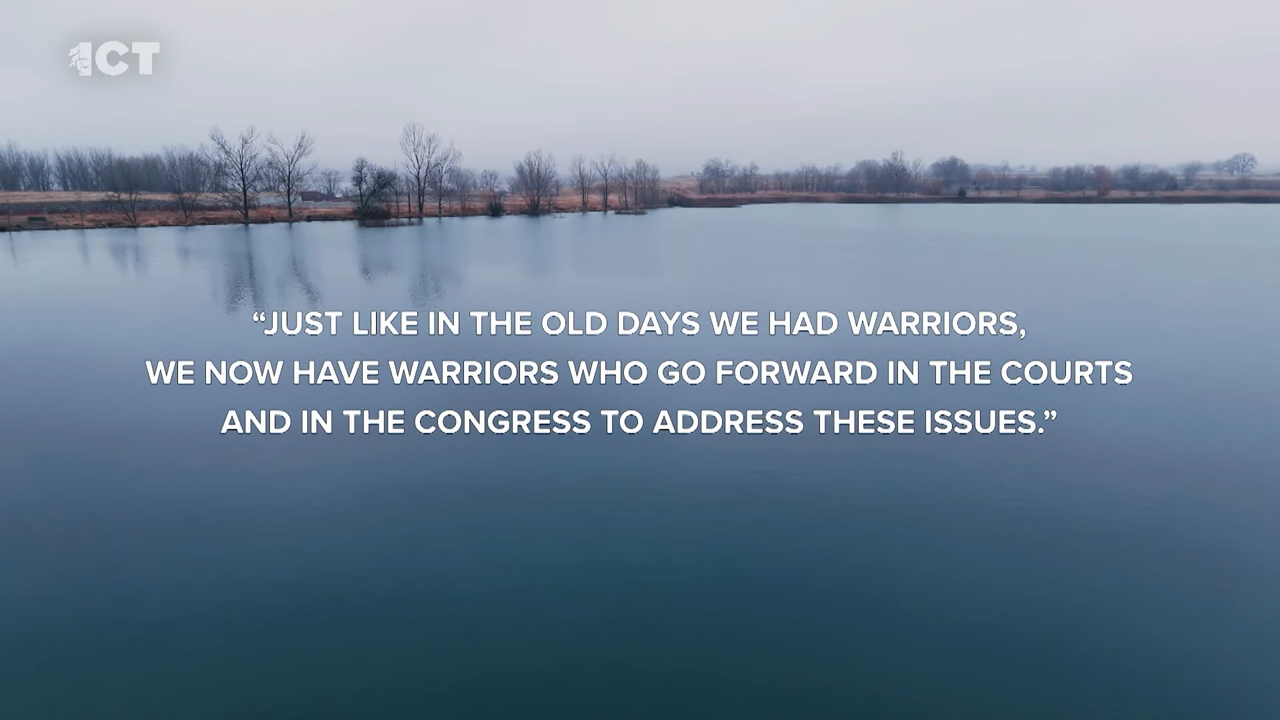 ICT
“JUST LIKE IN THE OLD DAYS WE HAD WARRIORS,
WE NOW HAVE WARRIORS WHO GO FORWARD IN THE COURTS
AND IN THE CONGRESS TO ADDRESS THESE ISSUES.”